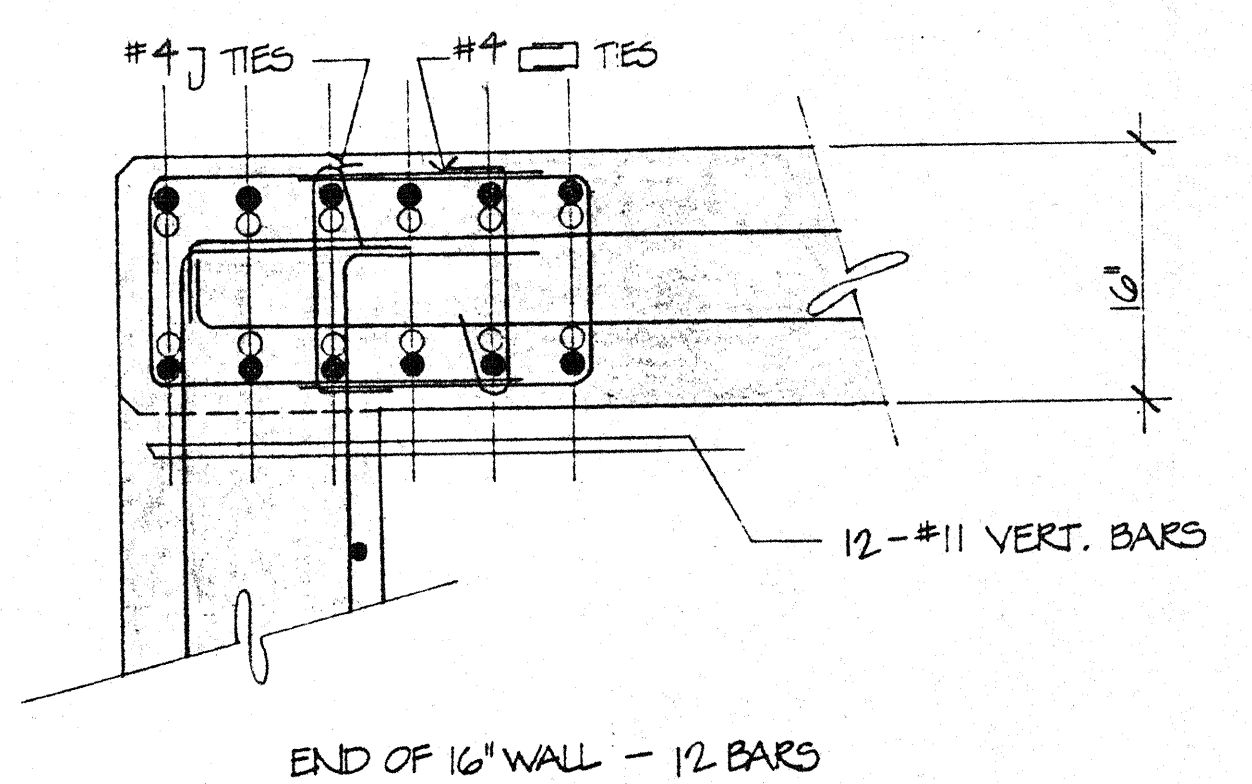 #4 J TIES
#4 TIES
16"
12-#11 VERT. BARS
END OF 16" WALL - 12 BARS